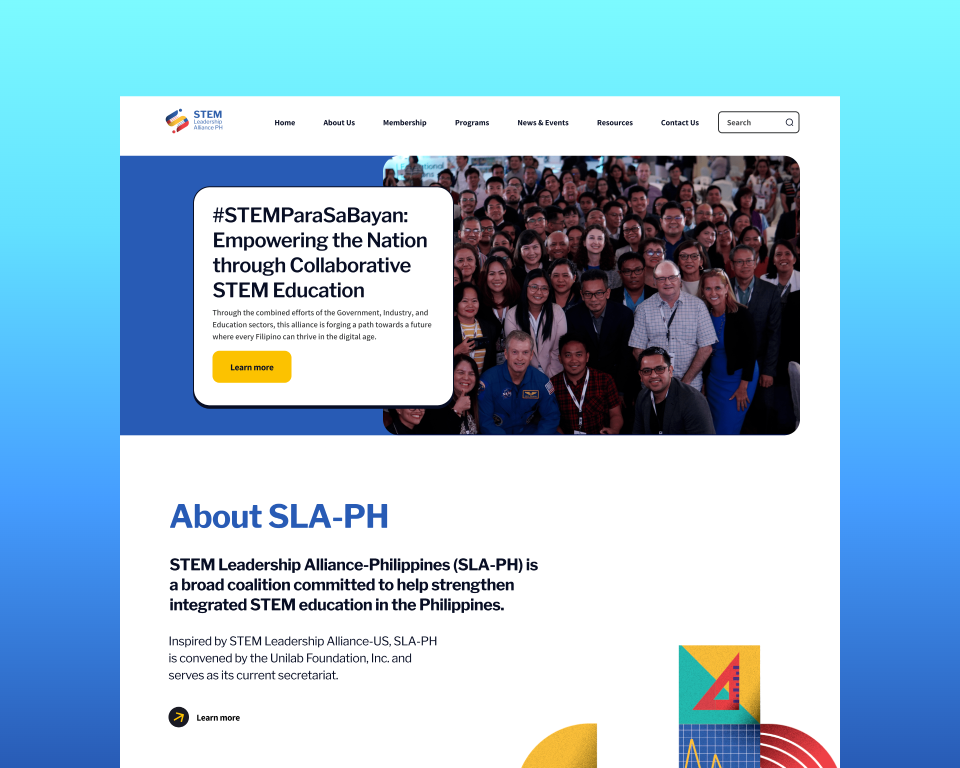 STEM
Leadership
Alliance PH
Home
About Us
Membership
Programs
News & Events
Resources
Contact Us
Search
#STEMParaSaBayan:
Empowering the Nation
through Collaborative
STEM Education
Through the combined efforts of the Government, Industry, and
Education sectors, this alliance is forging a path towards a future
where every Filipino can thrive in the digital age.
Learn more
About SLA-PH
STEM Leadership Alliance-Philippines (SLA-PH) is
a broad coalition committed to help strengthen
integrated STEM education in the Philippines.
Inspired by STEM Leadership Alliance-US, SLA-PH
is convened by the Unilab Foundation, Inc. and
serves as its current secretariat.
Learn more